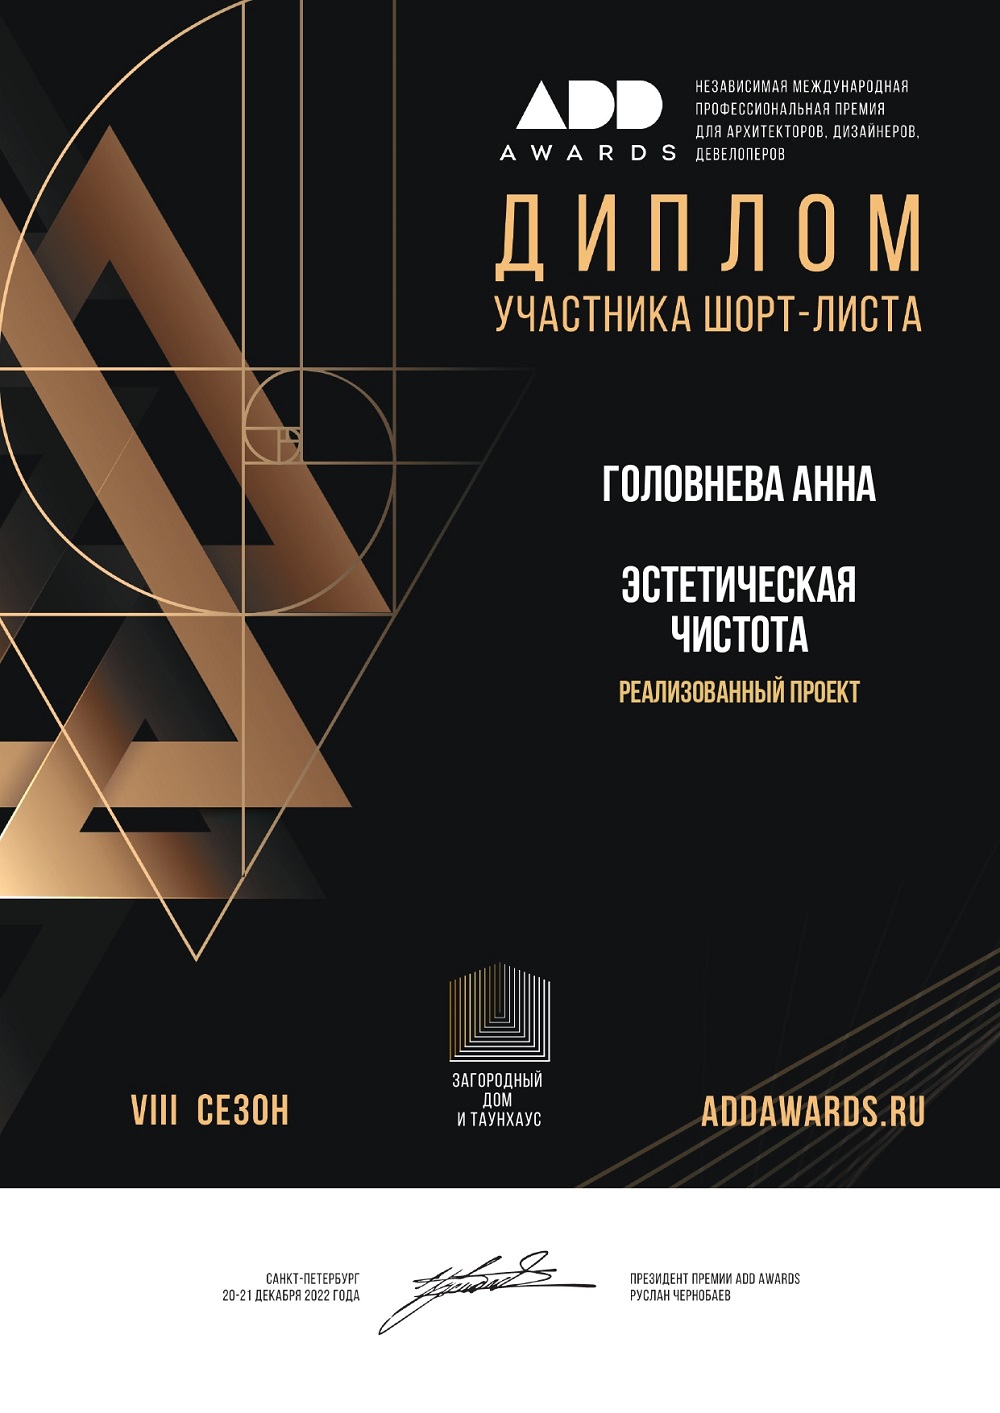 ADD
AWARDS
НЕЗАВИСИМАЯ МЕЖДУНАРОДНАЯ
ПРОФЕССИОНАЛЬНАЯ ПРЕМИЯ
ДЛЯ АРХИТЕКТОРОВ, ДИЗАЙНЕРОВ,
ДЕВЕЛОПЕРОВ
ДИПЛОМ
УЧАСТНИКА ШОРТ-ЛИСТА
ГОЛОВНЕВА АННА
ЭСТЕТИЧЕСКАЯ
ЧИСТОТА
РЕАЛИЗОВАННЫЙ ПРОЕКТ
VIII СЕЗОН
ЗАГОРОДНЫЙ
ДОМ
И ТАУНХАУС
ADDAWARDS.RU
САНКТ-ПЕТЕРБУРГ
20-21 ДЕКАБРЯ 2022 ГОДА
ПРЕЗИДЕНТ ПРЕМИИ ADD AWARDS
РУСЛАН ЧЕРНОБАЕВ